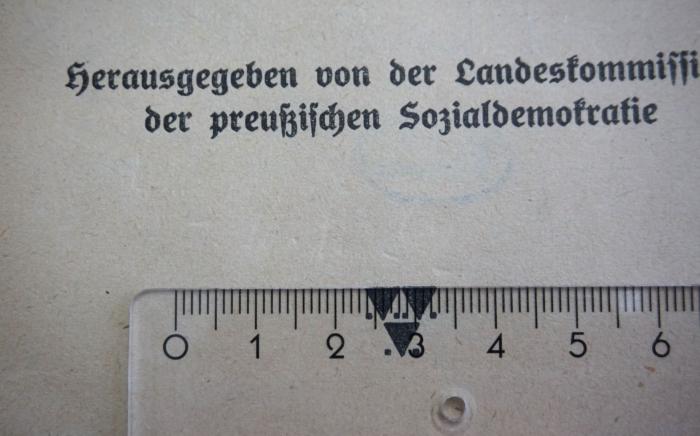 Herausgegeben von der Landeskommissi
der preußischen Sozialdemokratie
0 1 2 3 4 5 6